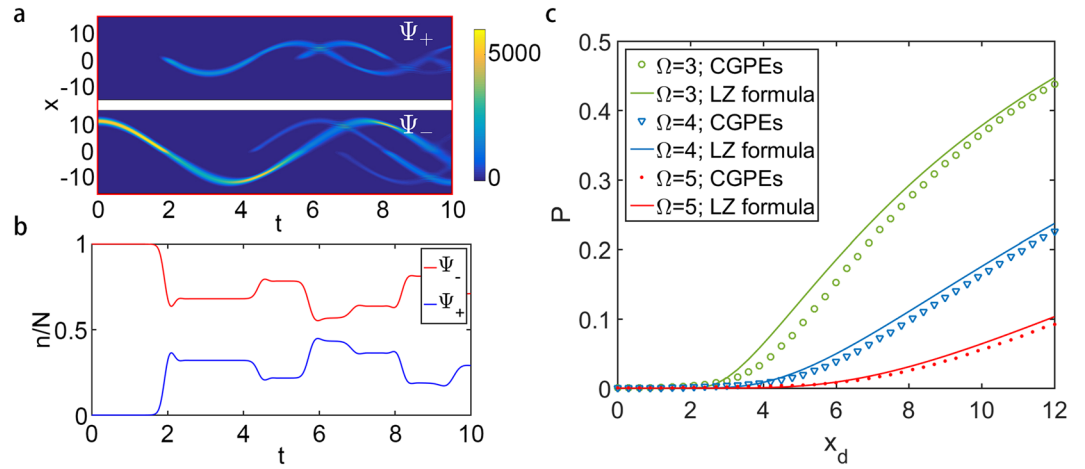 a
10
0
-10
x
Ψ+
10
0
-10
Ψ-
0 2 4 6 8 10
t
5000
0
b
1
0.5
0
n/N
Ψ-
Ψ+
0 2 4 6 8 10
t
c
0.5
0.4
0.3
0.2
0.1
0
P
Ω=3; CGPEs
Ω=3; LZ formula
Ω=4; CGPEs
Ω=4; LZ formula
Ω=5; CGPEs
Ω=5; LZ formula
0 2 4 6 8 10 12
x_d